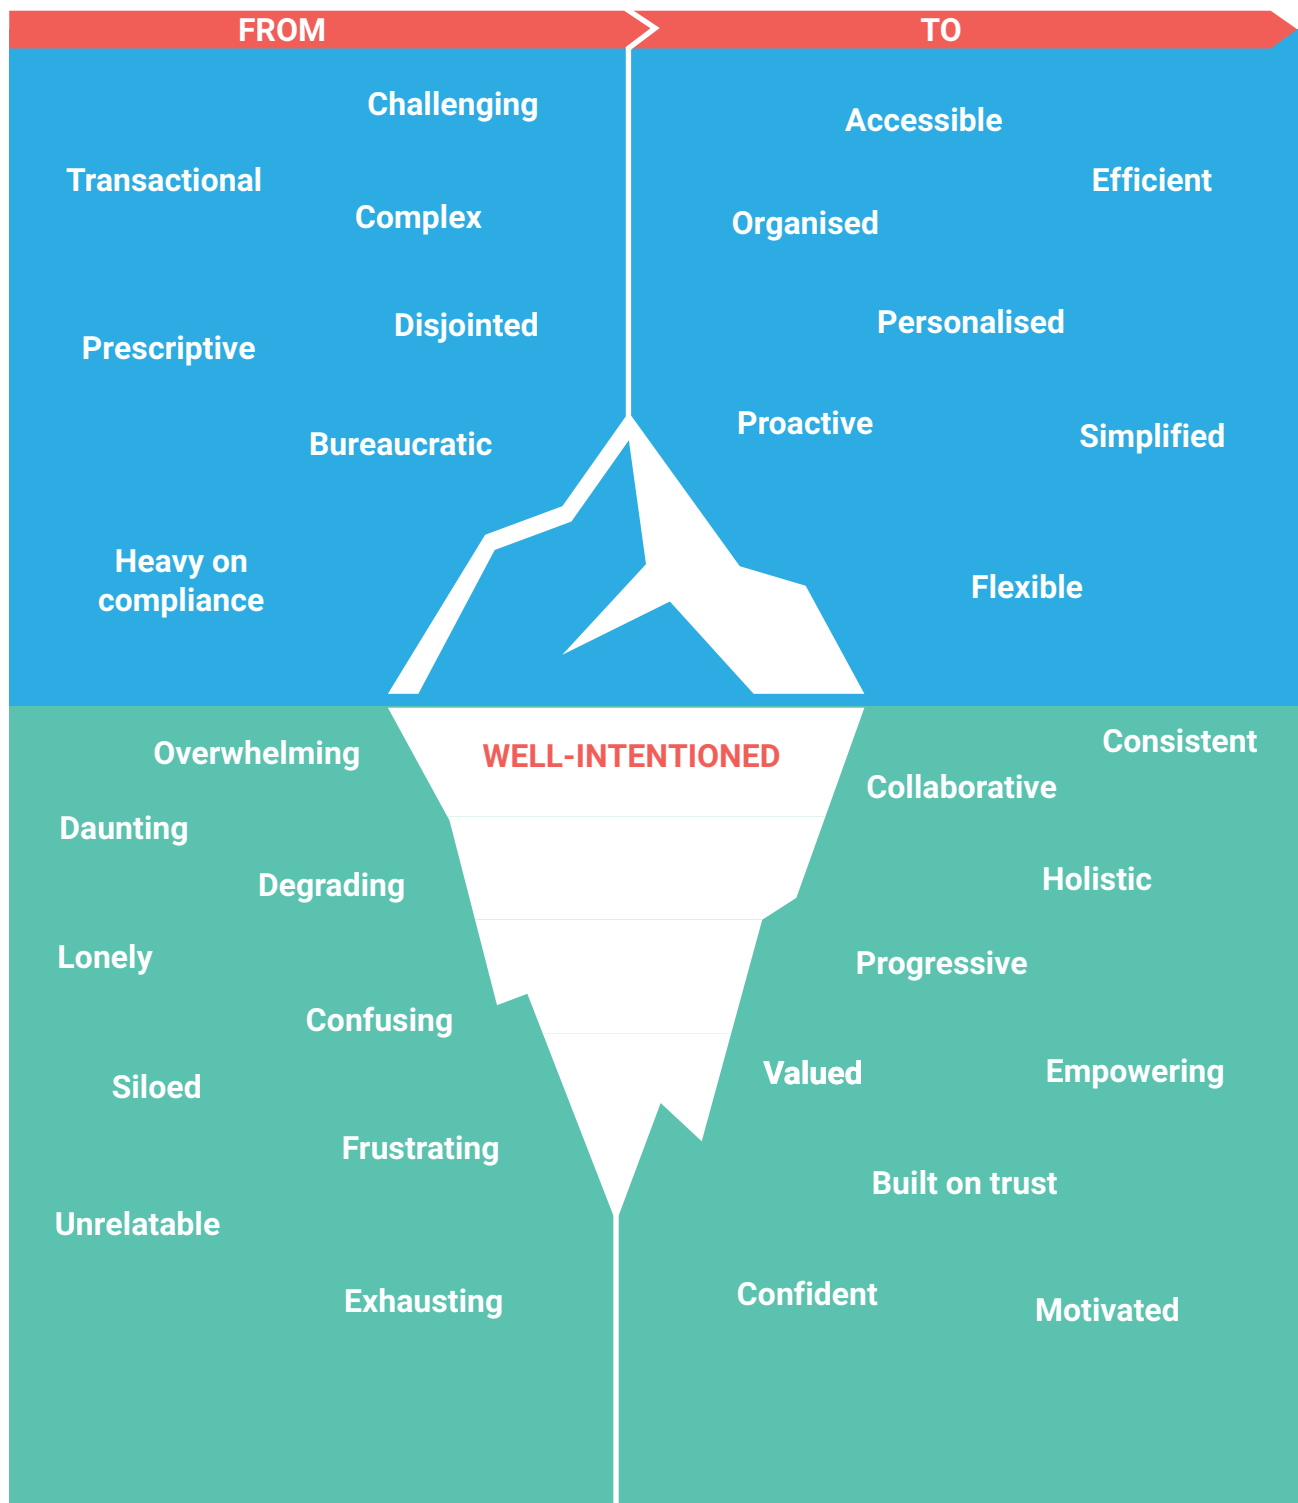 FROM
TO
Challenging
Transactional
Complex
Disjointed
Prescriptive
Bureaucratic
Heavy on
compliance
Accessible
Efficient
Organised
Personalised
Proactive
Simplified
Flexible
WELL-INTENTIONED
Overwhelming
Daunting
Degrading
Lonely
Confusing
Siloed
Frustrating
Unrelatable
Exhausting
Consistent
Collaborative
Holistic
Progressive
Valued
Empowering
Built on trust
Confident
Motivated